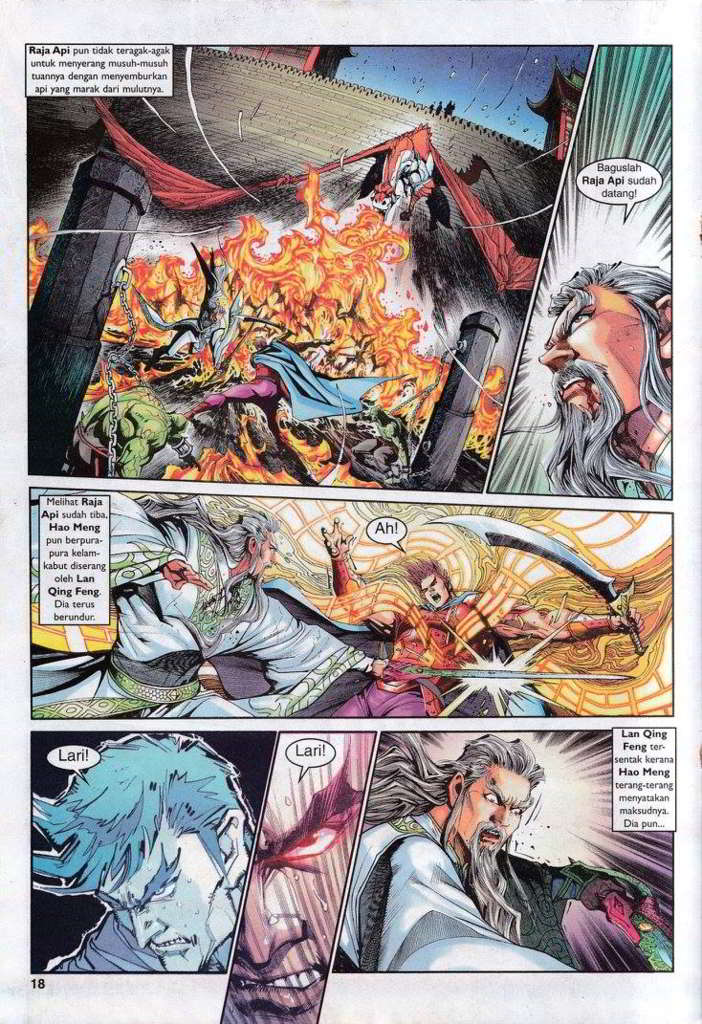 Raja Api pun tidak teragak-agak
untuk menyerang musuh-musuh
tuannya dengan menyemburkan
api yang marak dari mulutnya.
Baguslah
Raja Api sudah
datang!
Melihat Raja
Api sudah tiba,
Hao Meng
pun berpura-
pura kelam-
kabut diserang
oleh Lan
Qing Feng.
Dia terus
berundur.
Ah!
Lari!
Lari!
Lan Qing
Feng ter-
sentak kerana
Hao Meng
terang-terang
menyatakan
maksudnya.
Dia pun...
18